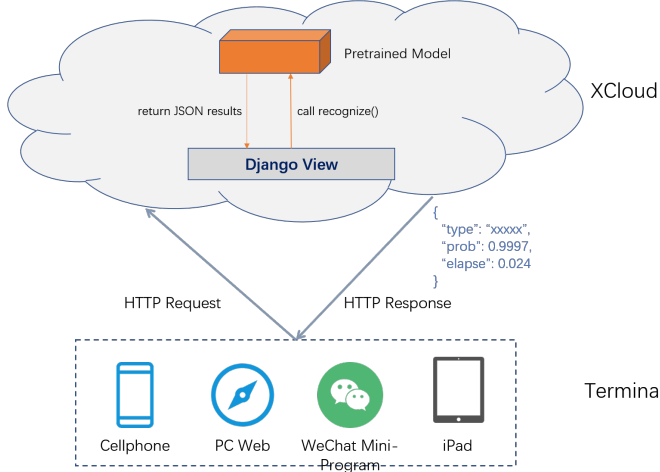 Pretrained Model
XCloud
return JSON results
call recognize()
Django View
{
"type": “xxxxx”,
“prob”: 0.9997,
“elapse”: 0.024
}
HTTP Request
HTTP Response
Termina
Cellphone
PC Web
WeChat Mini-
Program
iPad